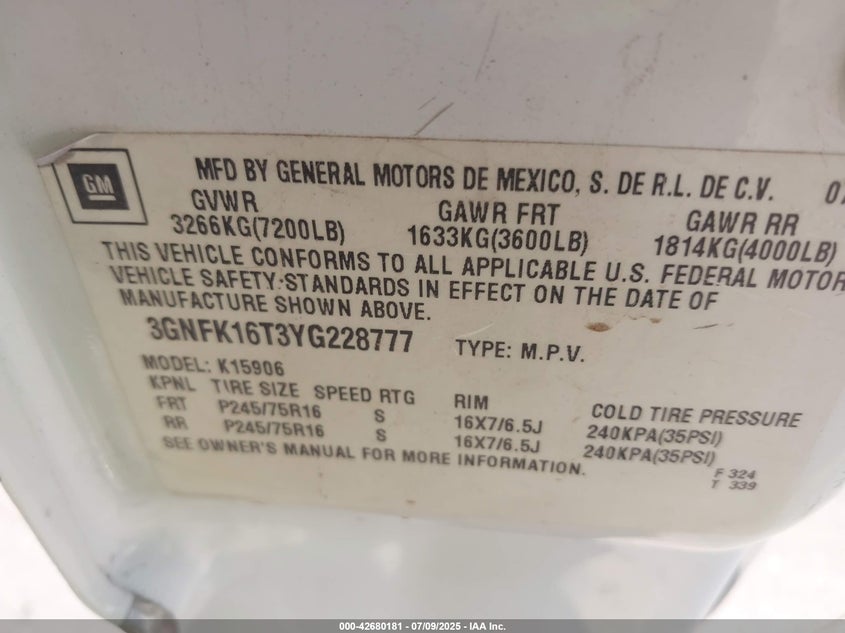 GM
MFD BY GENERAL MOTORS DE MEXICO, S. DE R.L. DE C.V. 07
GVWR GAWR FRT GAWR RR
3266KG(7200LB) 1633KG(3600LB) 1814KG(4000LB)
THIS VEHICLE CONFORMS TO ALL APPLICABLE U.S. FEDERAL MOTOR
VEHICLE SAFETY STANDARDS IN EFFECT ON THE DATE OF
MANUFACTURE SHOWN ABOVE.
3GNFK16T3YG228777 TYPE: M.P.V.
MODEL: K15906
KPNL TIRE SIZE SPEED RTG RIM COLD TIRE PRESSURE
FRT P245/75R16 S 16X7/6.5J 240KPA(35PSI)
RR P245/75R16 S 16X7/6.5J 240KPA(35PSI)
SEE OWNER'S MANUAL FOR MORE INFORMATION.
F 324
T 339
000-42680181 | 07/09/2025 - IAA Inc.